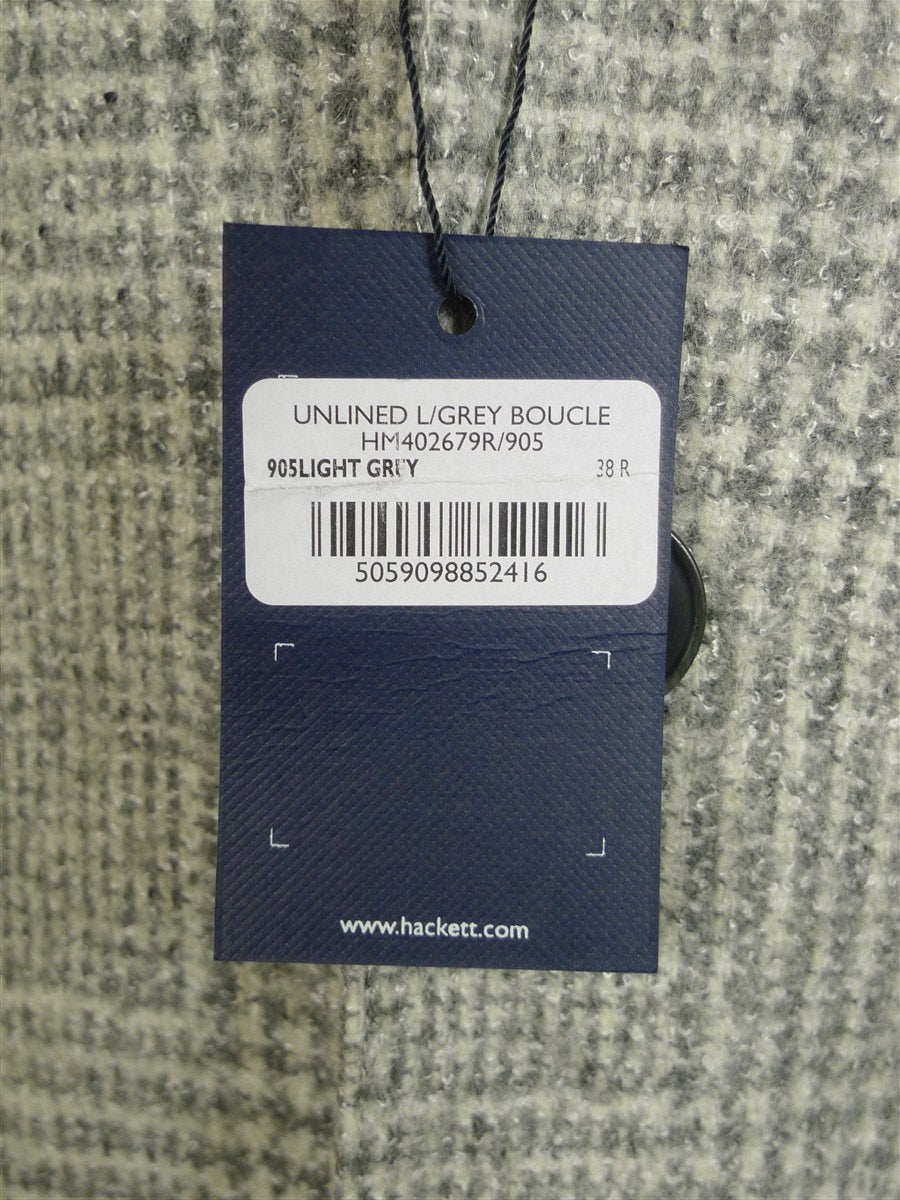 UNLINED L/GREY BOUCLE
HM402679R/905
905LIGHT GREY 38 R
5059098852416
www.hackett.com